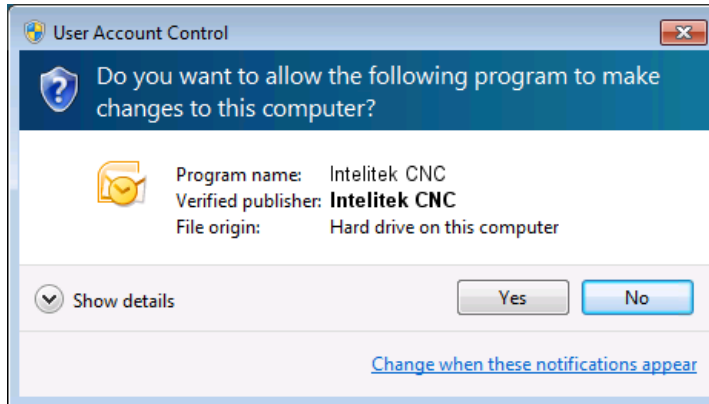 User Account Control
Do you want to allow the following program to make
changes to this computer?
Program name: Intelitek CNC
Verified publisher: Intelitek CNC
File origin: Hard drive on this computer
Show details
Yes
No
Change when these notifications appear